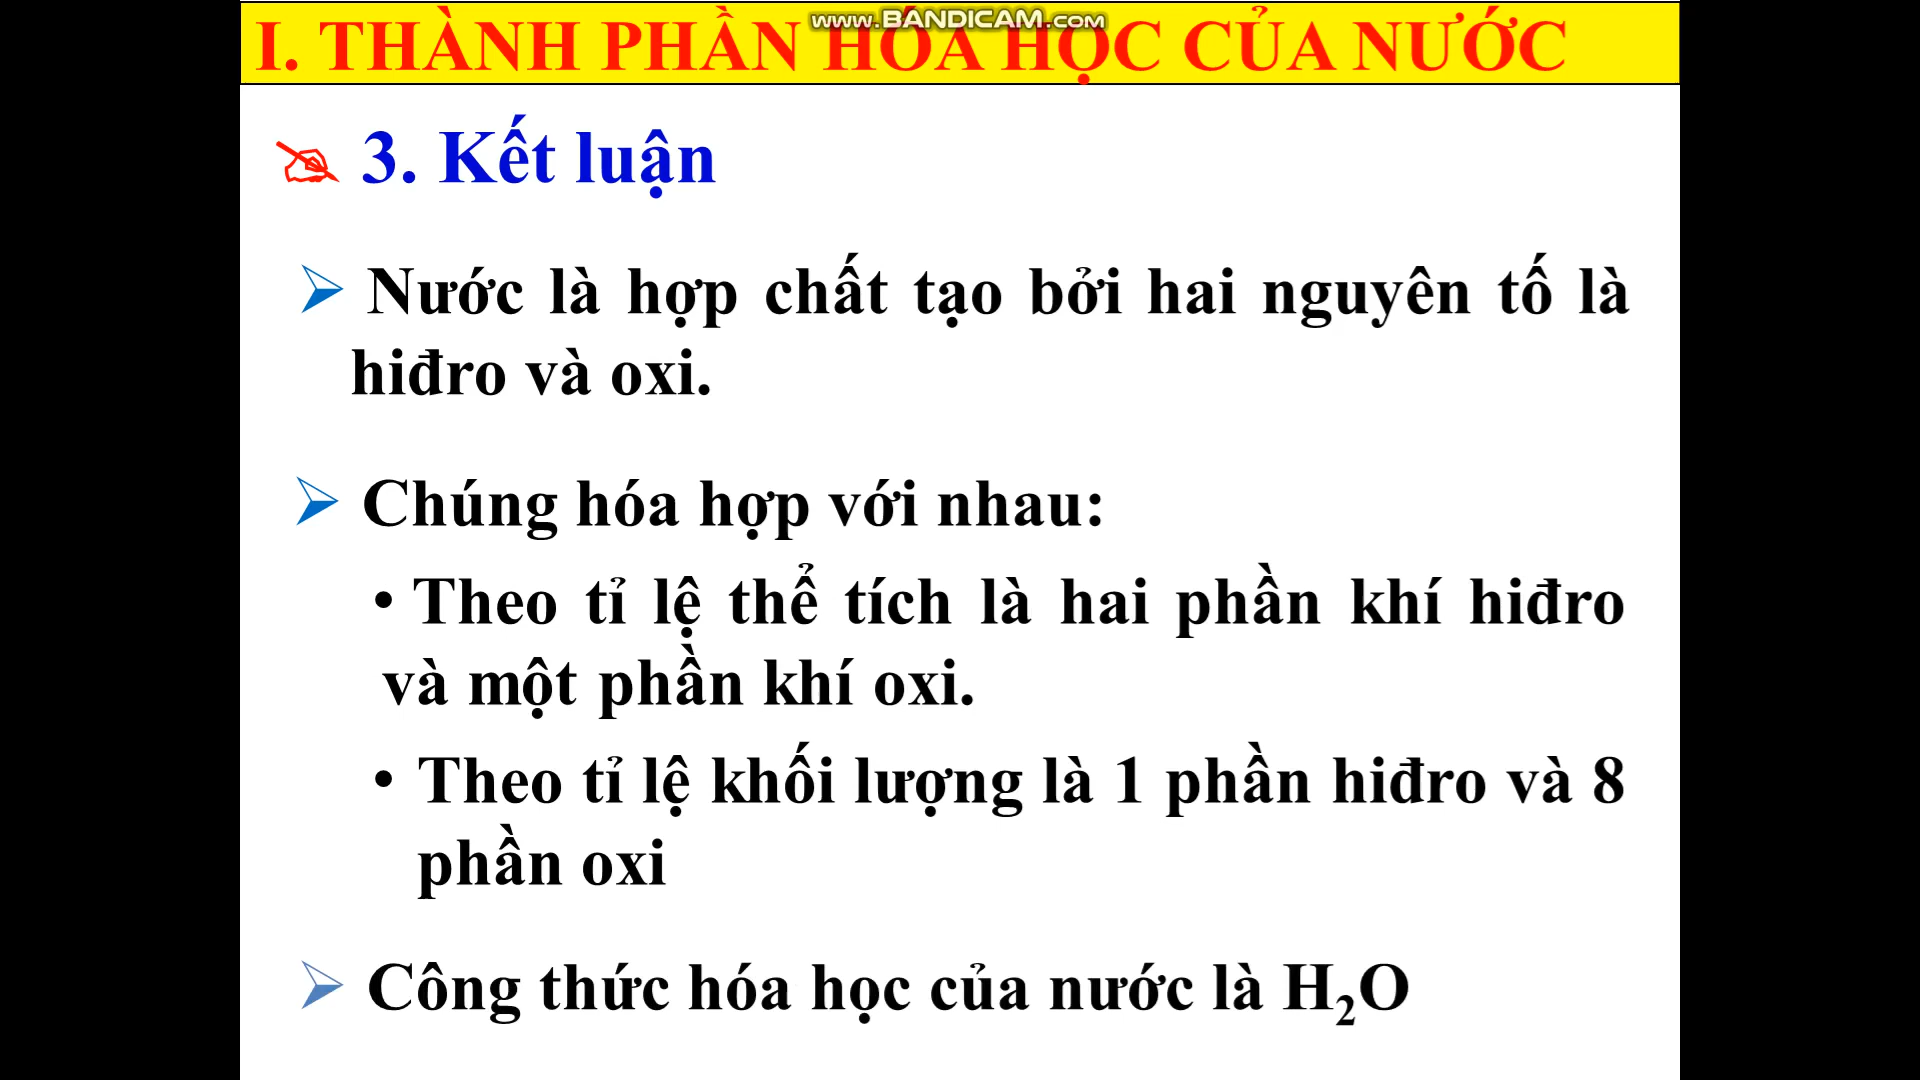 www.BANDICAM.com
I. THÀNH PHẦN HÓA HỌC CỦA NƯỚC
3. Kết luận
Nước là hợp chất tạo bởi hai nguyên tố là
hiđro và oxi.
Chúng hóa hợp với nhau:
• Theo tỉ lệ thể tích là hai phần khí hiđro
và một phần khí oxi.
• Theo tỉ lệ khối lượng là 1 phần hiđro và 8
phần oxi
Công thức hóa học của nước là H₂O